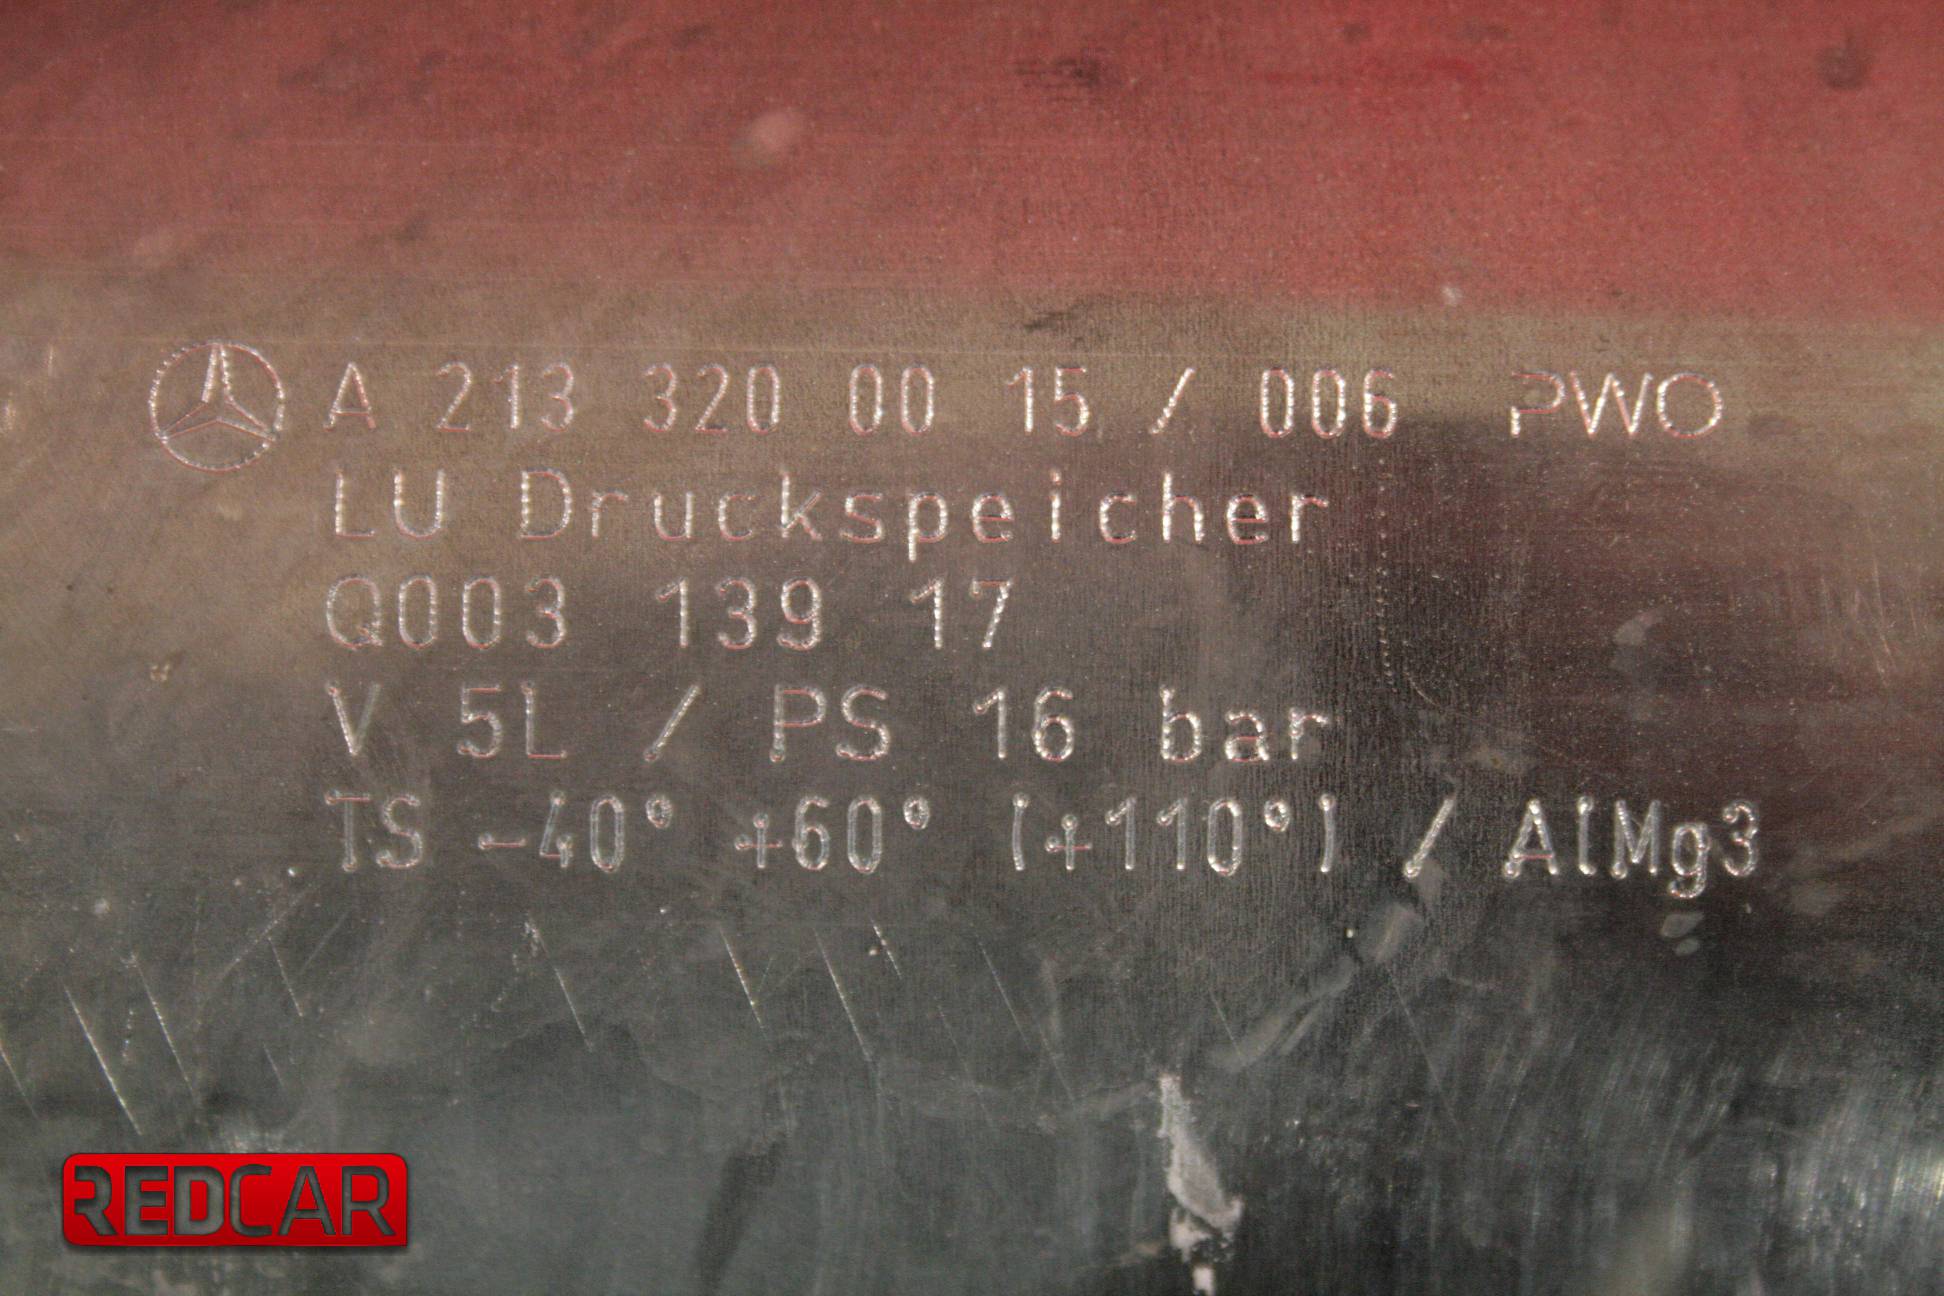 A 213 320 00 15 / 006 PWO
LU Druckspeicher
Q003 139 17
V 5L / PS 16 bar
TS -40° +60° (+110°) / AlMg3
REDCAR